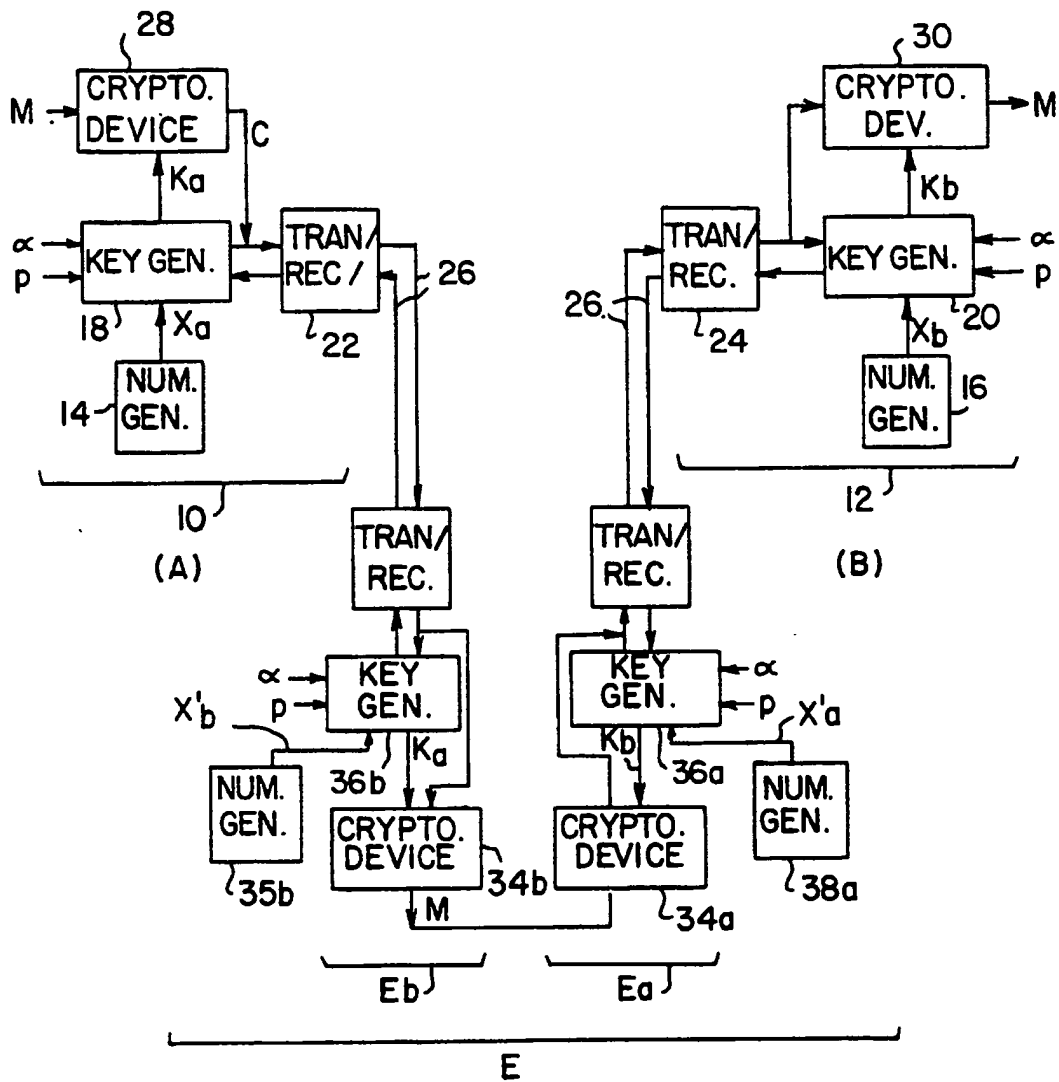 28
CRYPTO.
DEVICE
M
C
Ka
∝
p
KEY GEN.
18
Xa
TRAN/
REC/
22
26
NUM.
GEN.
14
10
(A)
30
CRYPTO.
DEV.
M
Kb
TRAN/
REC.
24
26
KEY GEN.
∝
p
20
Xb
NUM.
GEN.
16
12
(B)
TRAN/
REC.
∝
p
KEY
GEN.
X'b
Ka
36b
NUM.
GEN.
35b
CRYPTO.
DEVICE
34b
M
Eb
TRAN/
REC.
KEY
GEN.
∝
p
X'a
Kb
36a
NUM.
GEN.
38a
CRYPTO.
DEVICE
34a
Ea
E